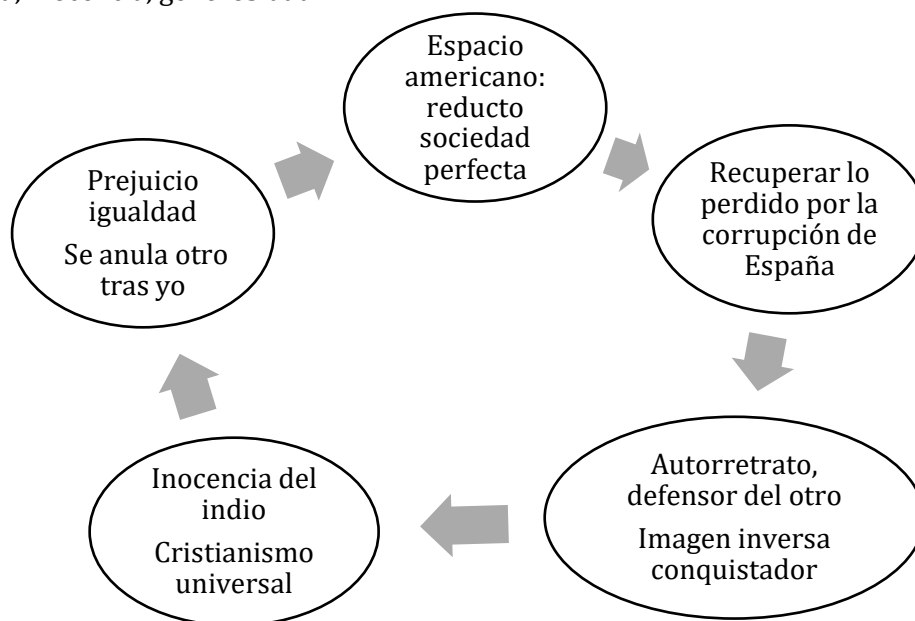 Espacio
americano:
reducto
sociedad
perfecta
Recuperar lo
perdido por la
corrupción de
España
Autorretrato,
defensor del otro
Imagen inversa
conquistador
Inocencia del
indio
Cristianismo
universal
Prejuicio
igualdad
Se anula otro
tras yo